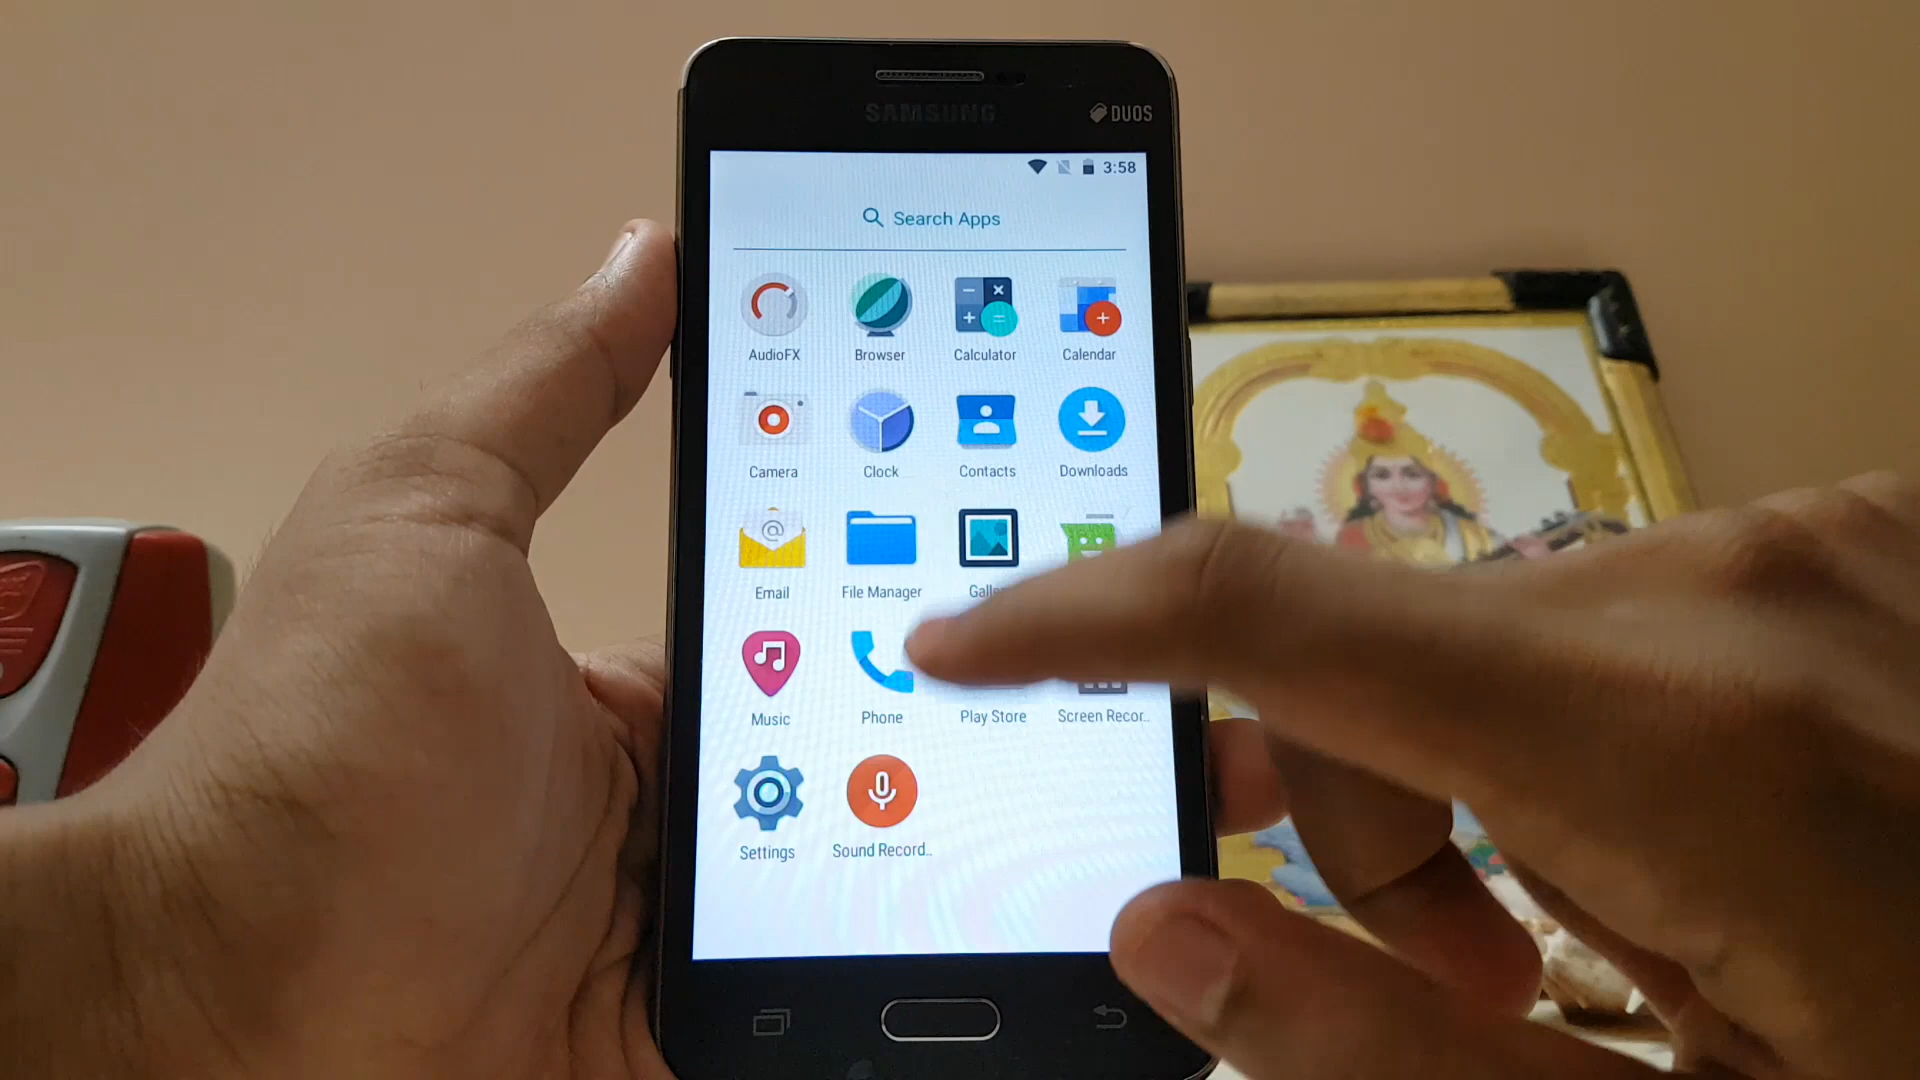 SAMSUNG
DUOS
3:58
Search Apps
AudioFX Browser Calculator Calendar
Camera Clock Contacts Downloads
Email File Manager
Music Phone Play Store Screen Recor..
Settings Sound Record..